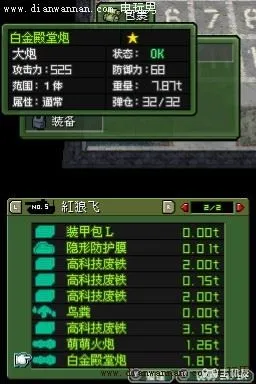 www.dianwannan.com 电玩男
包裹
白金殿堂炮 ★
大炮 状态: OK
攻击力:525 防御力:68
范围:1件 重量: 7.87t
属性:通常 弹仓:32/32
装备
L NO.5 紅狼飞 R 2/2
装甲包L 0.00t
隐形防护膜 0.01t
高科技废铁 2.00t
高科技废铁 0.75t
高科技废铁 2.00t
鸟粪 0.00t
高科技废铁 3.15t
萌萌火炮 1.26t
白金殿堂炮 7.87t
www.dianwannan.com 电玩男